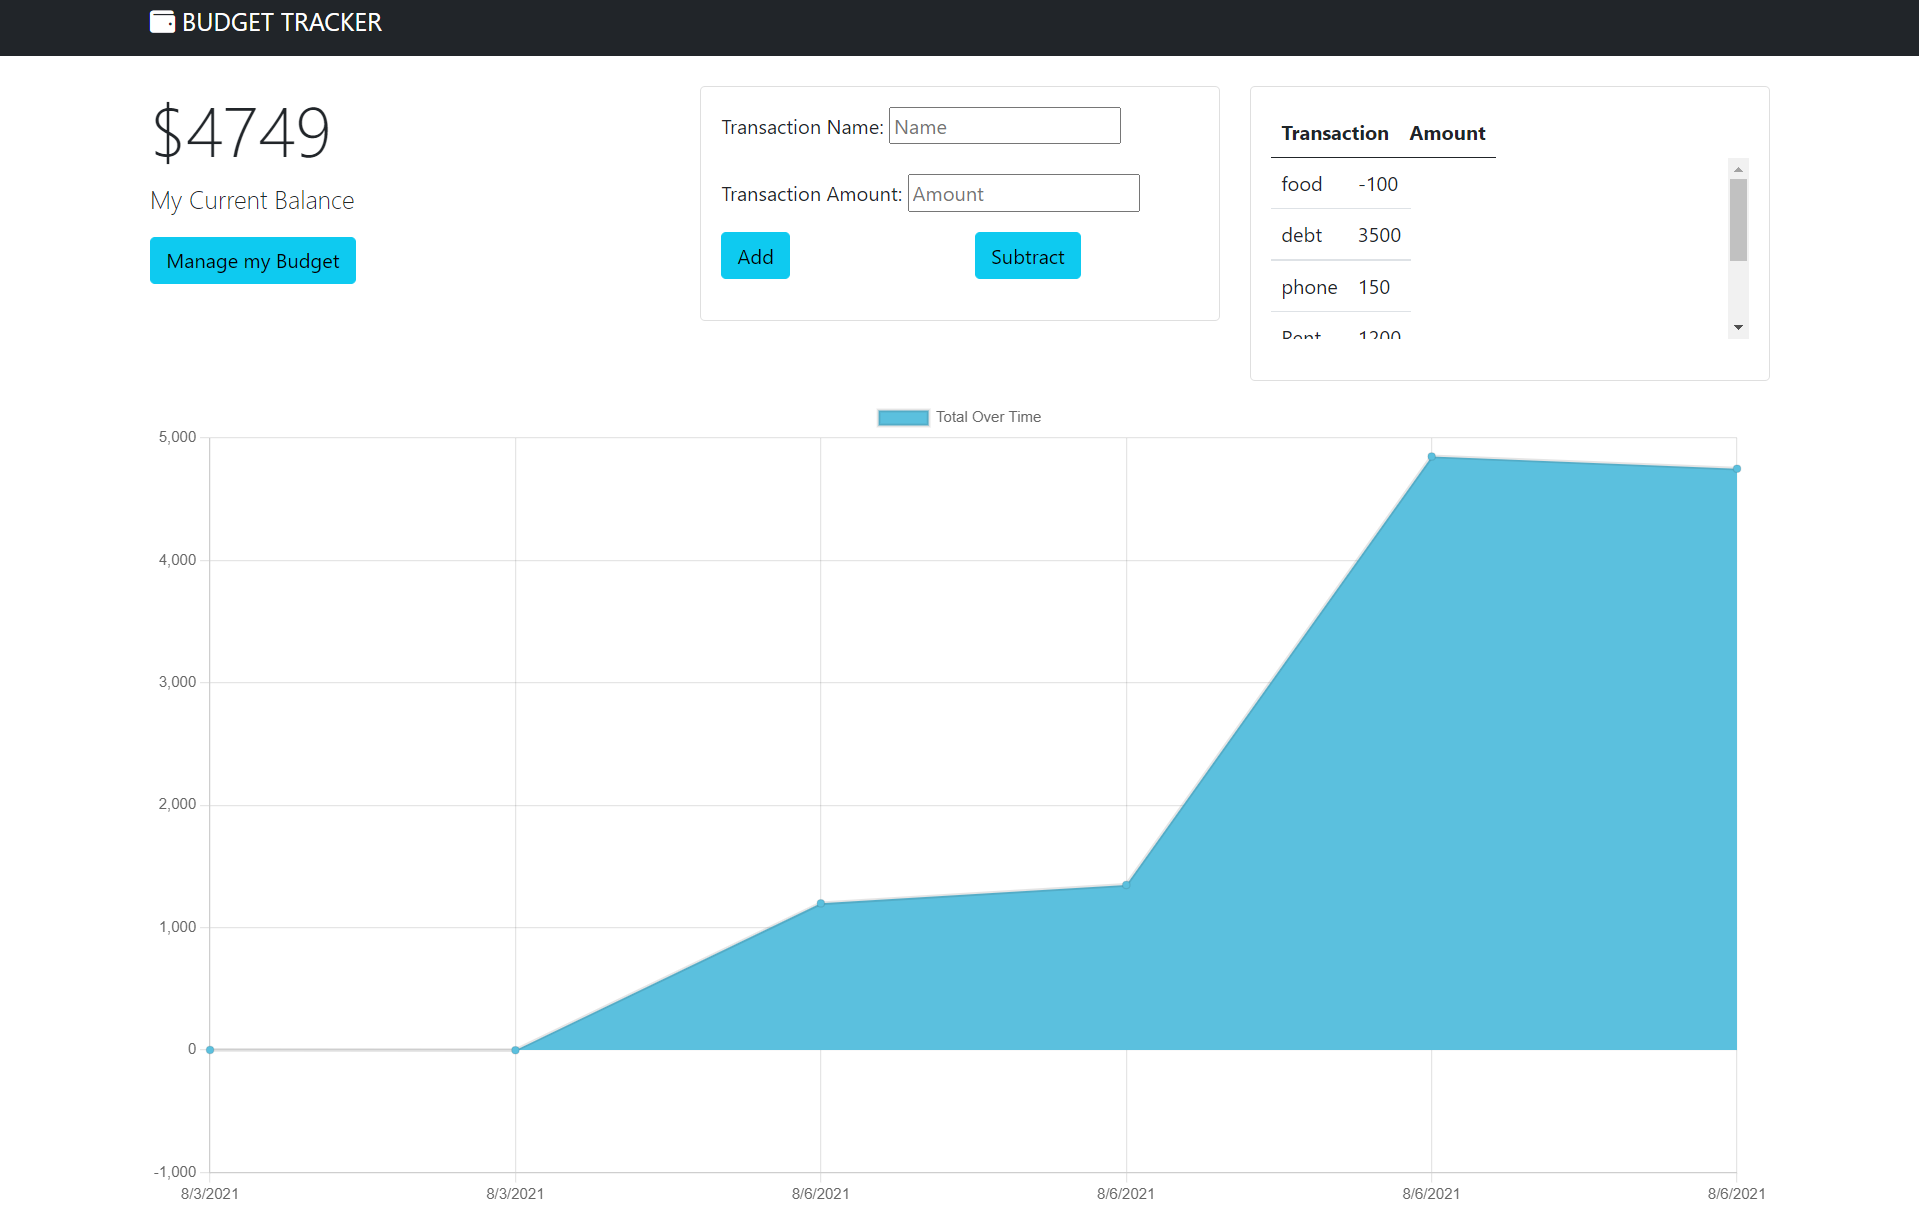 BUDGET TRACKER
$4749
My Current Balance
Manage my Budget
Transaction Name: Name
Transaction Amount: Amount
Add Subtract
Transaction Amount
food -100
debt 3500
phone 150
Rent 1200
Total Over Time
5,000
4,000
3,000
2,000
1,000
0
-1,000
8/3/2021 8/3/2021 8/6/2021 8/6/2021 8/6/2021 8/6/2021